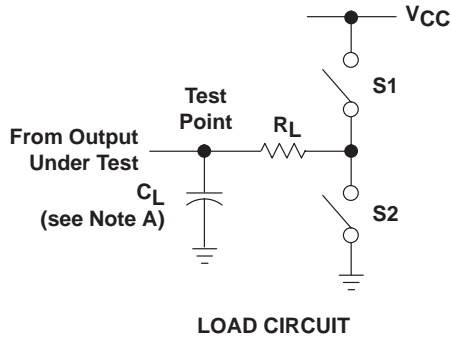 VCC
S1
Test
Point
RL
From Output
Under Test
CL
(see Note A)
S2
LOAD CIRCUIT